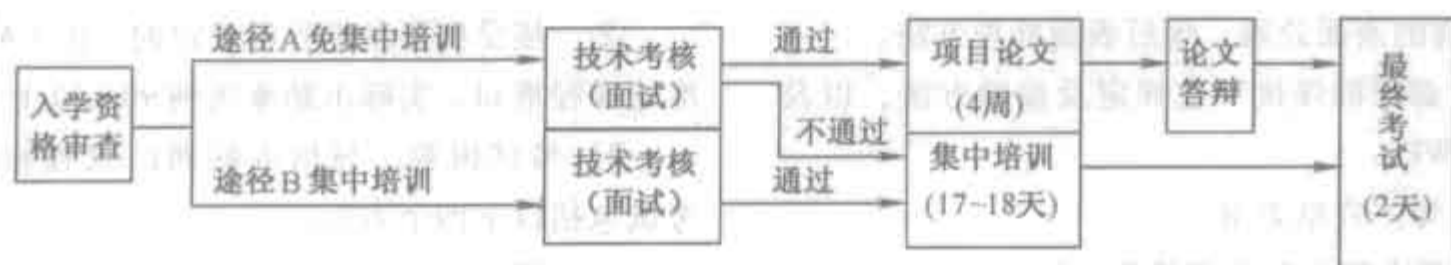 入学资
格审查
途径A免集中培训
途径B集中培训
技术考核
(面试)
技术考核
(面试)
通过
不通过
通过
项目论文
(4周)
集中培训
(17~18天)
论文
答辩
最
终
考
试
(2天)